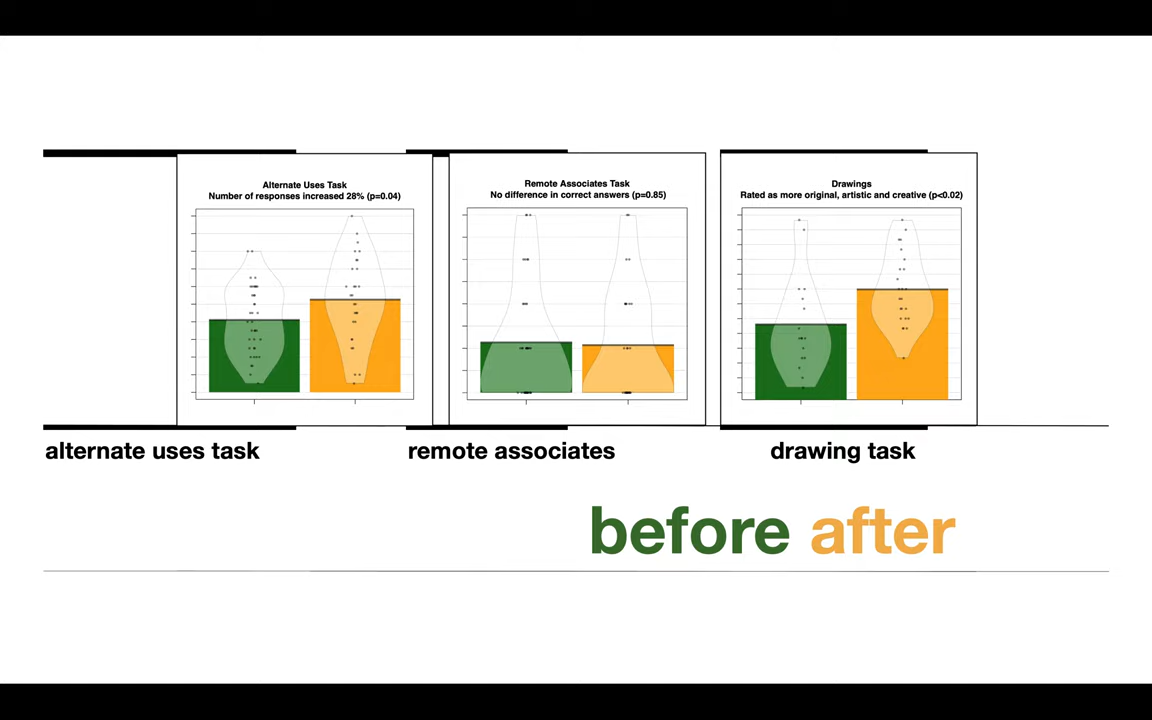 Alternate Uses Task
Number of responses increased 28% (p=0.04)
Remote Associates Task
No difference in correct answers (p=0.85)
Drawings
Rated as more original, artistic and creative (p<0.02)
alternate uses task
remote associates
drawing task
before after